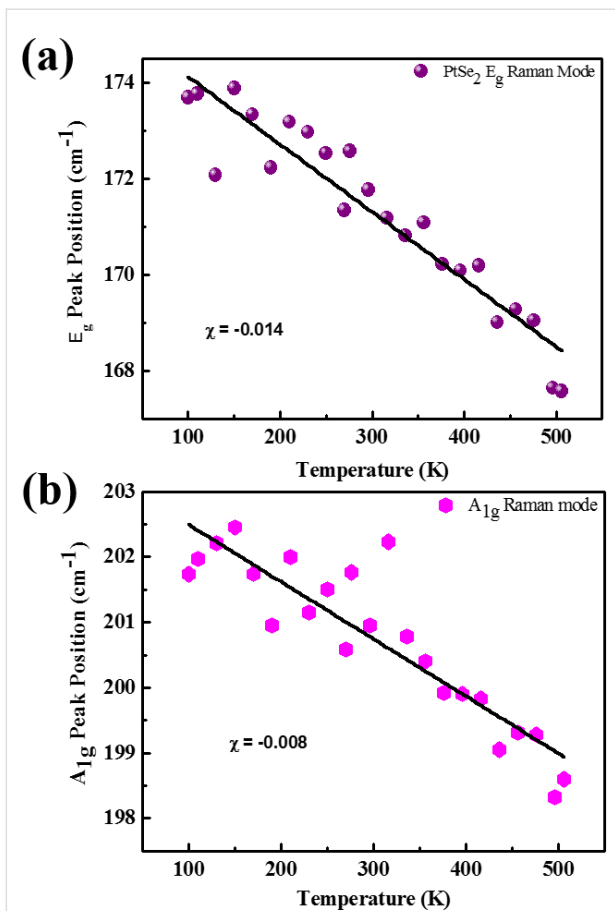 (a)
174
172
170
168
E_g Peak Position (cm⁻¹)
PtSe₂ E_g Raman Mode
χ = -0.014
100 200 300 400 500
Temperature (K)
(b)
203
202
201
200
199
198
A₁g Peak Position (cm⁻¹)
A₁g Raman mode
χ = -0.008
100 200 300 400 500
Temperature (K)